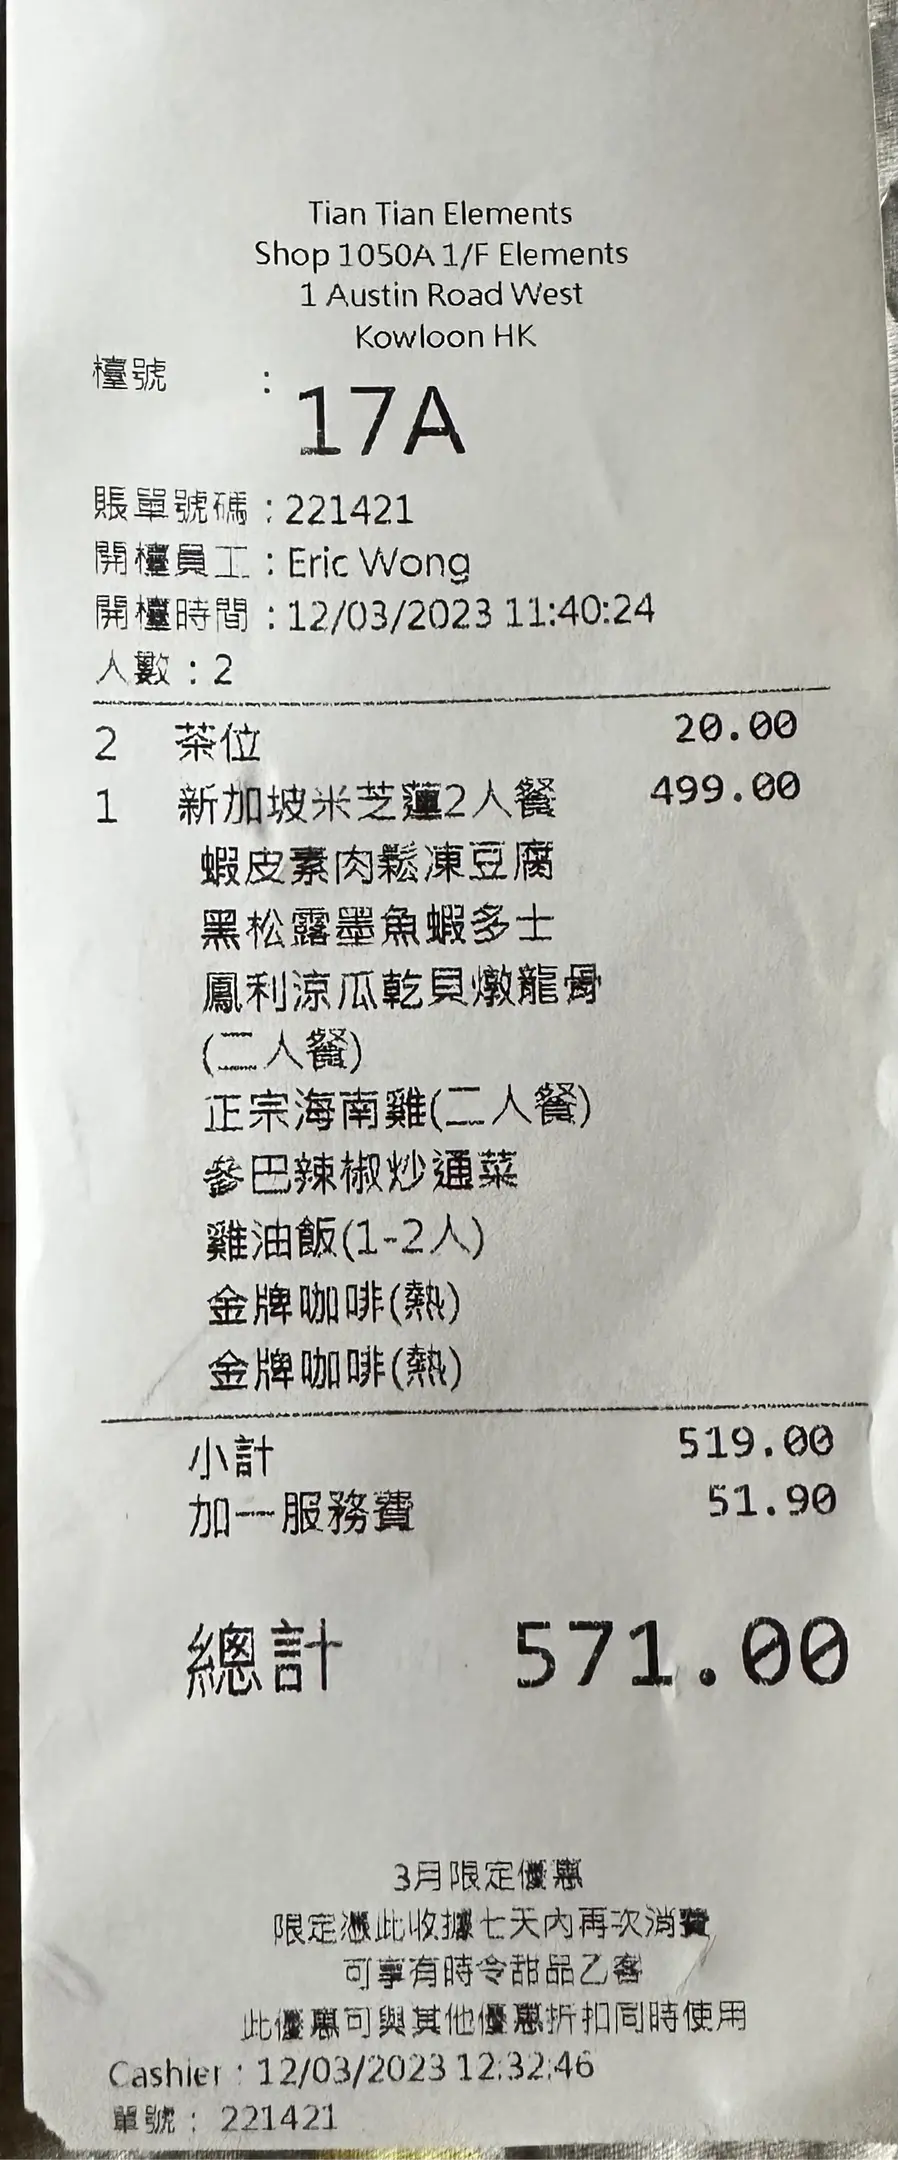 Tian Tian Elements
Shop 1050A 1/F Elements
1 Austin Road West
Kowloon HK
檯號 : 17A
賬單號碼 : 221421
開檯員工 : Eric Wong
開檯時間 : 12/03/2023 11:40:24
人數 : 2
2 茶位 20.00
1 新加坡米芝蓮2人餐 499.00
蝦皮素肉鬆凍豆腐
黑松露墨魚蝦多士
鳳利涼瓜乾貝燉龍骨
(二人餐)
正宗海南雞(二人餐)
參巴辣椒炒通菜
雞油飯(1-2人)
金牌咖啡(熱)
金牌咖啡(熱)
小計 519.00
加一服務費 51.90
總計 571.00
3月限定優惠
限定憑此收據七天內再次消費
可享有時令甜品乙客
此優惠可與其他優惠折扣同時使用
Cashier : 12/03/2023 12:32:46
單號 : 221421